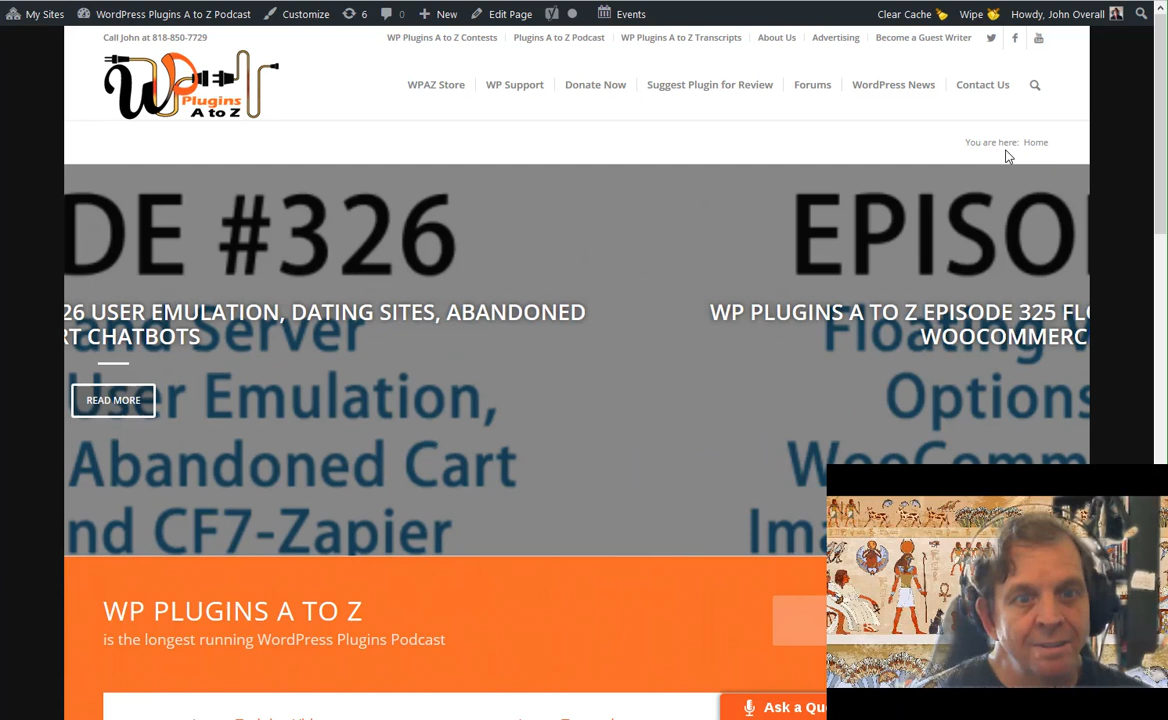 My Sites WordPress Plugins A to Z Podcast Customize 6 0 New Edit Page Events Clear Cache Wipe Howdy, John Overall
Call John at 818-850-7729 WP Plugins A to Z Contests Plugins A to Z Podcast WP Plugins A to Z Transcripts About Us Advertising Become a Guest Writer
WP Plugins A to Z
WPAZ Store WP Support Donate Now Suggest Plugin for Review Forums WordPress News Contact Us
You are here: Home
DE #326 EPISO
26 USER EMULATION, DATING SITES, ABANDONED
RT CHATBOTS
WP PLUGINS A TO Z EPISODE 325 FL
WOOCOMMERC
and Server
User Emulation,
Abandoned Cart
nd CF7-Zapier
Floating
Options
WooComm
Ima
READ MORE
WP PLUGINS A TO Z
is the longest running WordPress Plugins Podcast
Ask a Qu